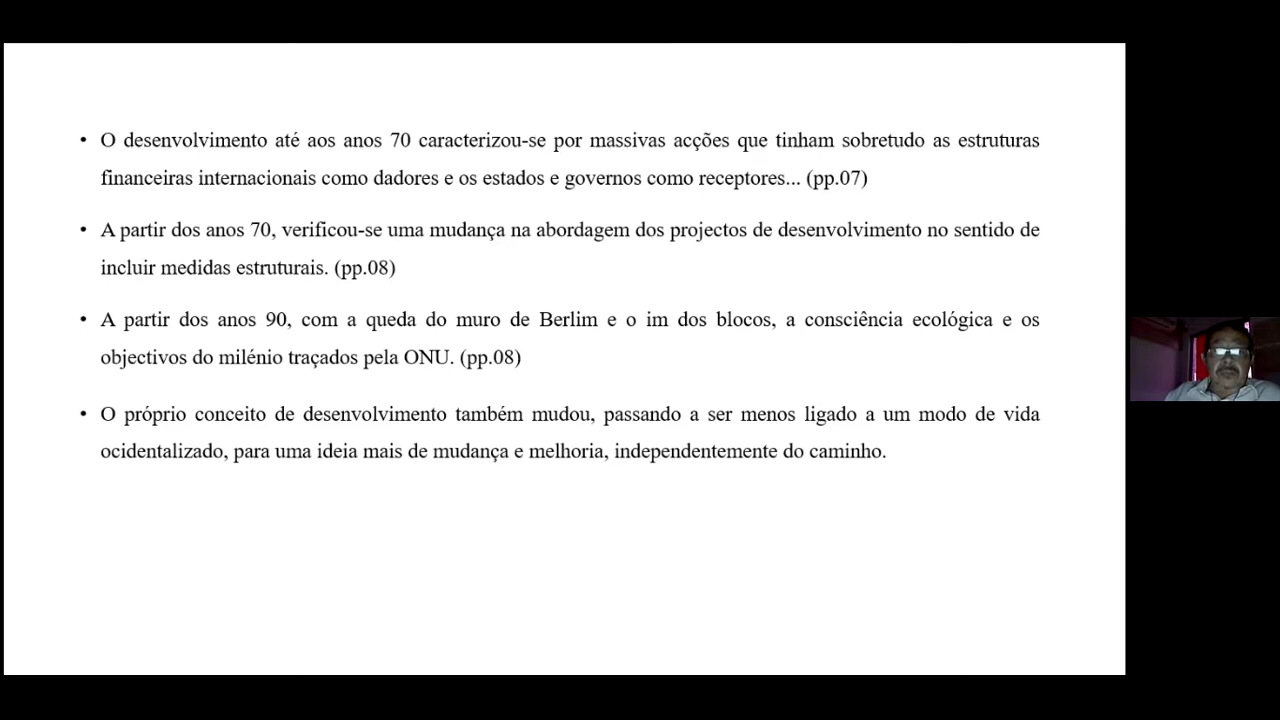 • O desenvolvimento até aos anos 70 caracterizou-se por massivas acções que tinham sobretudo as estruturas
financeiras internacionais como dadores e os estados e governos como receptores... (pp.07)
• A partir dos anos 70, verificou-se uma mudança na abordagem dos projectos de desenvolvimento no sentido de
incluir medidas estruturais. (pp.08)
• A partir dos anos 90, com a queda do muro de Berlim e o im dos blocos, a consciência ecológica e os
objectivos do milénio traçados pela ONU. (pp.08)
• O próprio conceito de desenvolvimento também mudou, passando a ser menos ligado a um modo de vida
ocidentalizado, para uma ideia mais de mudança e melhoria, independentemente do caminho.